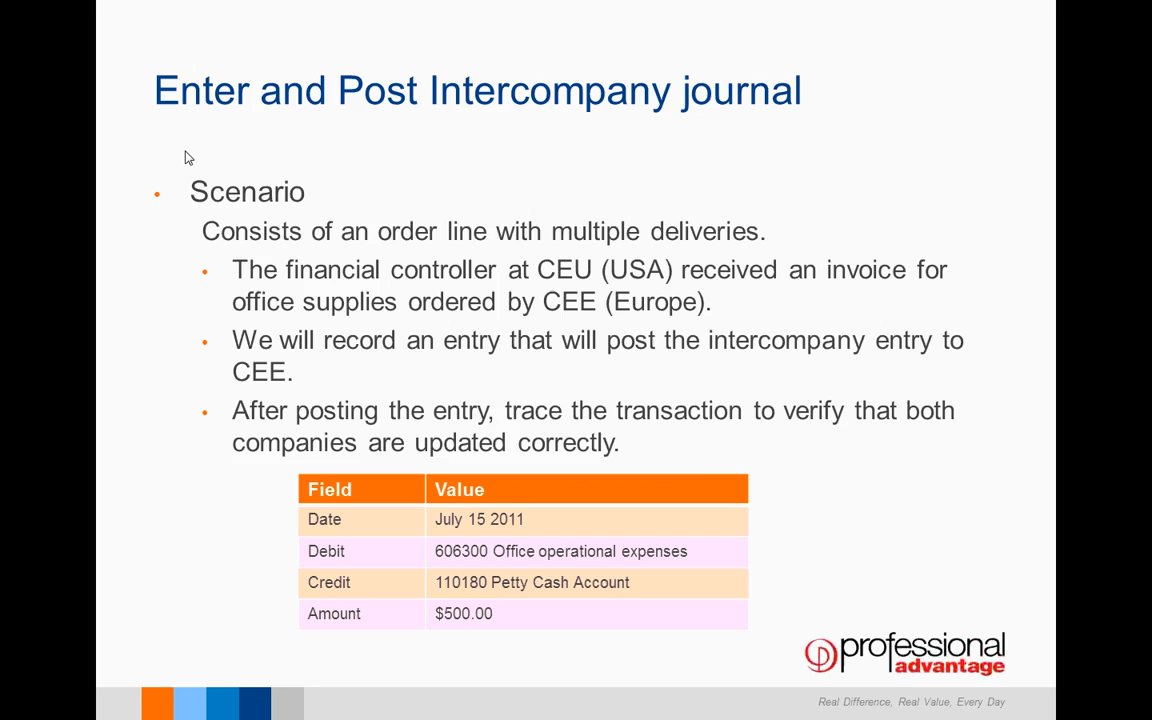 Enter and Post Intercompany journal
• Scenario
Consists of an order line with multiple deliveries.
• The financial controller at CEU (USA) received an invoice for
office supplies ordered by CEE (Europe).
• We will record an entry that will post the intercompany entry to
CEE.
• After posting the entry, trace the transaction to verify that both
companies are updated correctly.
Field Value
Date July 15 2011
Debit 606300 Office operational expenses
Credit 110180 Petty Cash Account
Amount $500.00
professional
advantage
Real Difference, Real Value, Every Day